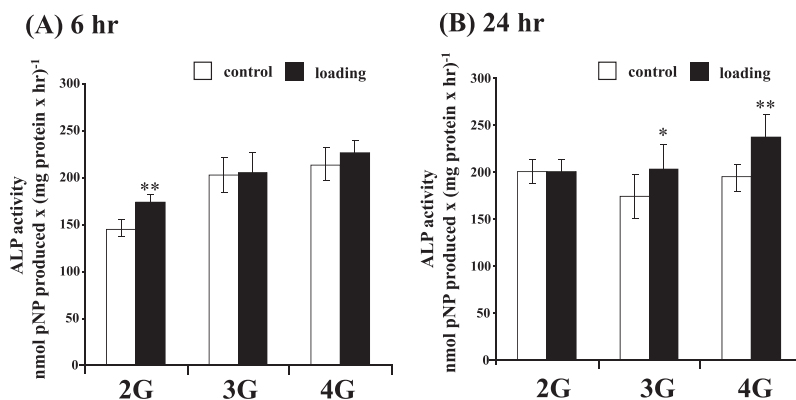 (A) 6 hr
control loading
ALP activity
nmol pNP produced x (mg protein x hr)-1
300
250
200
150
100
50
0
**
2G 3G 4G
(B) 24 hr
control loading
ALP activity
nmol pNP produced x (mg protein x hr)-1
300
250
200
150
100
50
0
* **
2G 3G 4G